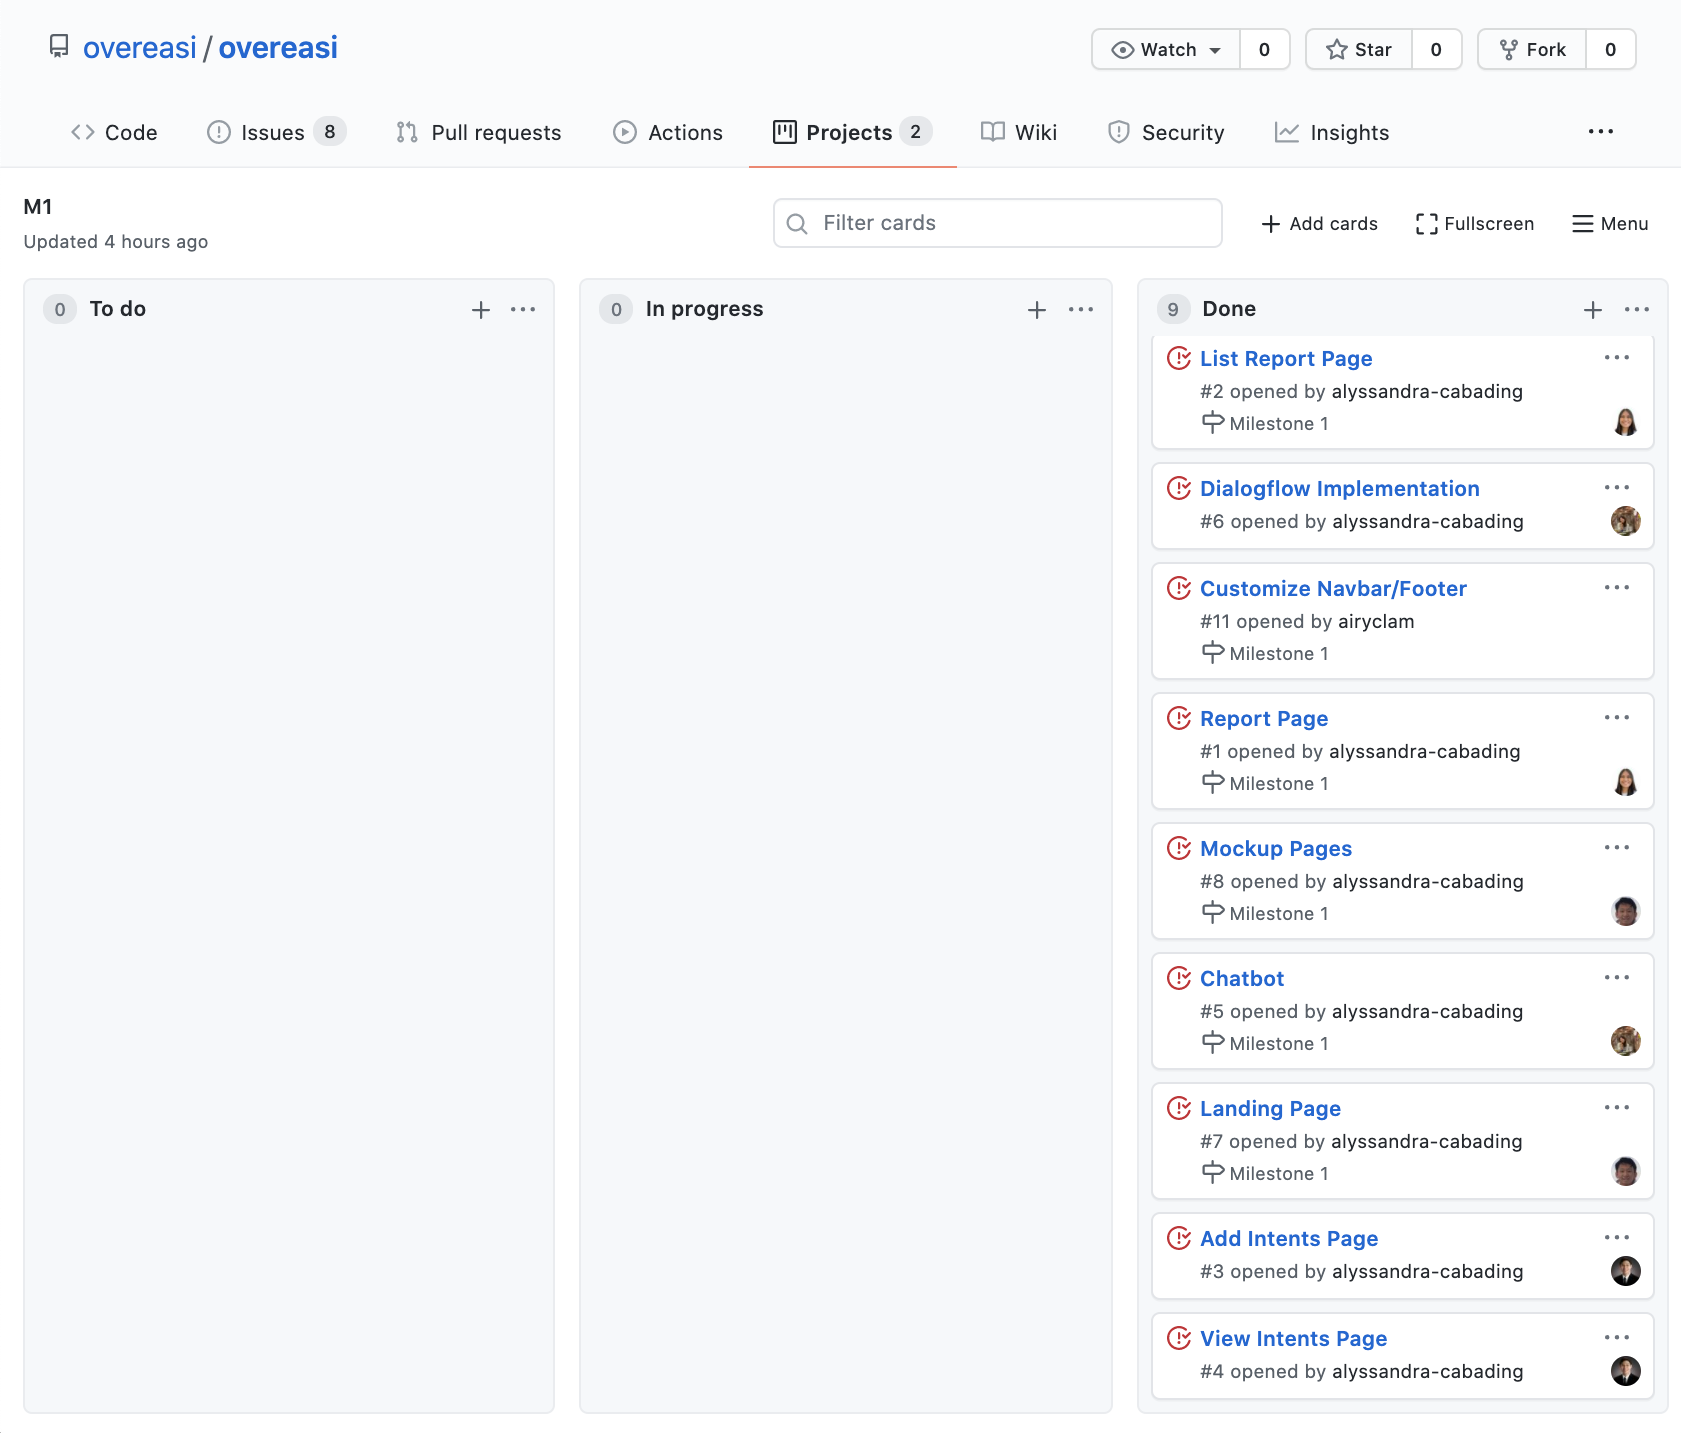 overeasi / overeasi
Watch 0 Star 0 Fork 0
Code Issues 8 Pull requests Actions Projects 2 Wiki Security Insights
M1
Updated 4 hours ago
Filter cards
Add cards Fullscreen Menu
0 To do
0 In progress
9 Done
List Report Page
#2 opened by alyssandra-cabading
Milestone 1
Dialogflow Implementation
#6 opened by alyssandra-cabading
Customize Navbar/Footer
#11 opened by airyclam
Milestone 1
Report Page
#1 opened by alyssandra-cabading
Milestone 1
Mockup Pages
#8 opened by alyssandra-cabading
Milestone 1
Chatbot
#5 opened by alyssandra-cabading
Milestone 1
Landing Page
#7 opened by alyssandra-cabading
Milestone 1
Add Intents Page
#3 opened by alyssandra-cabading
View Intents Page
#4 opened by alyssandra-cabading